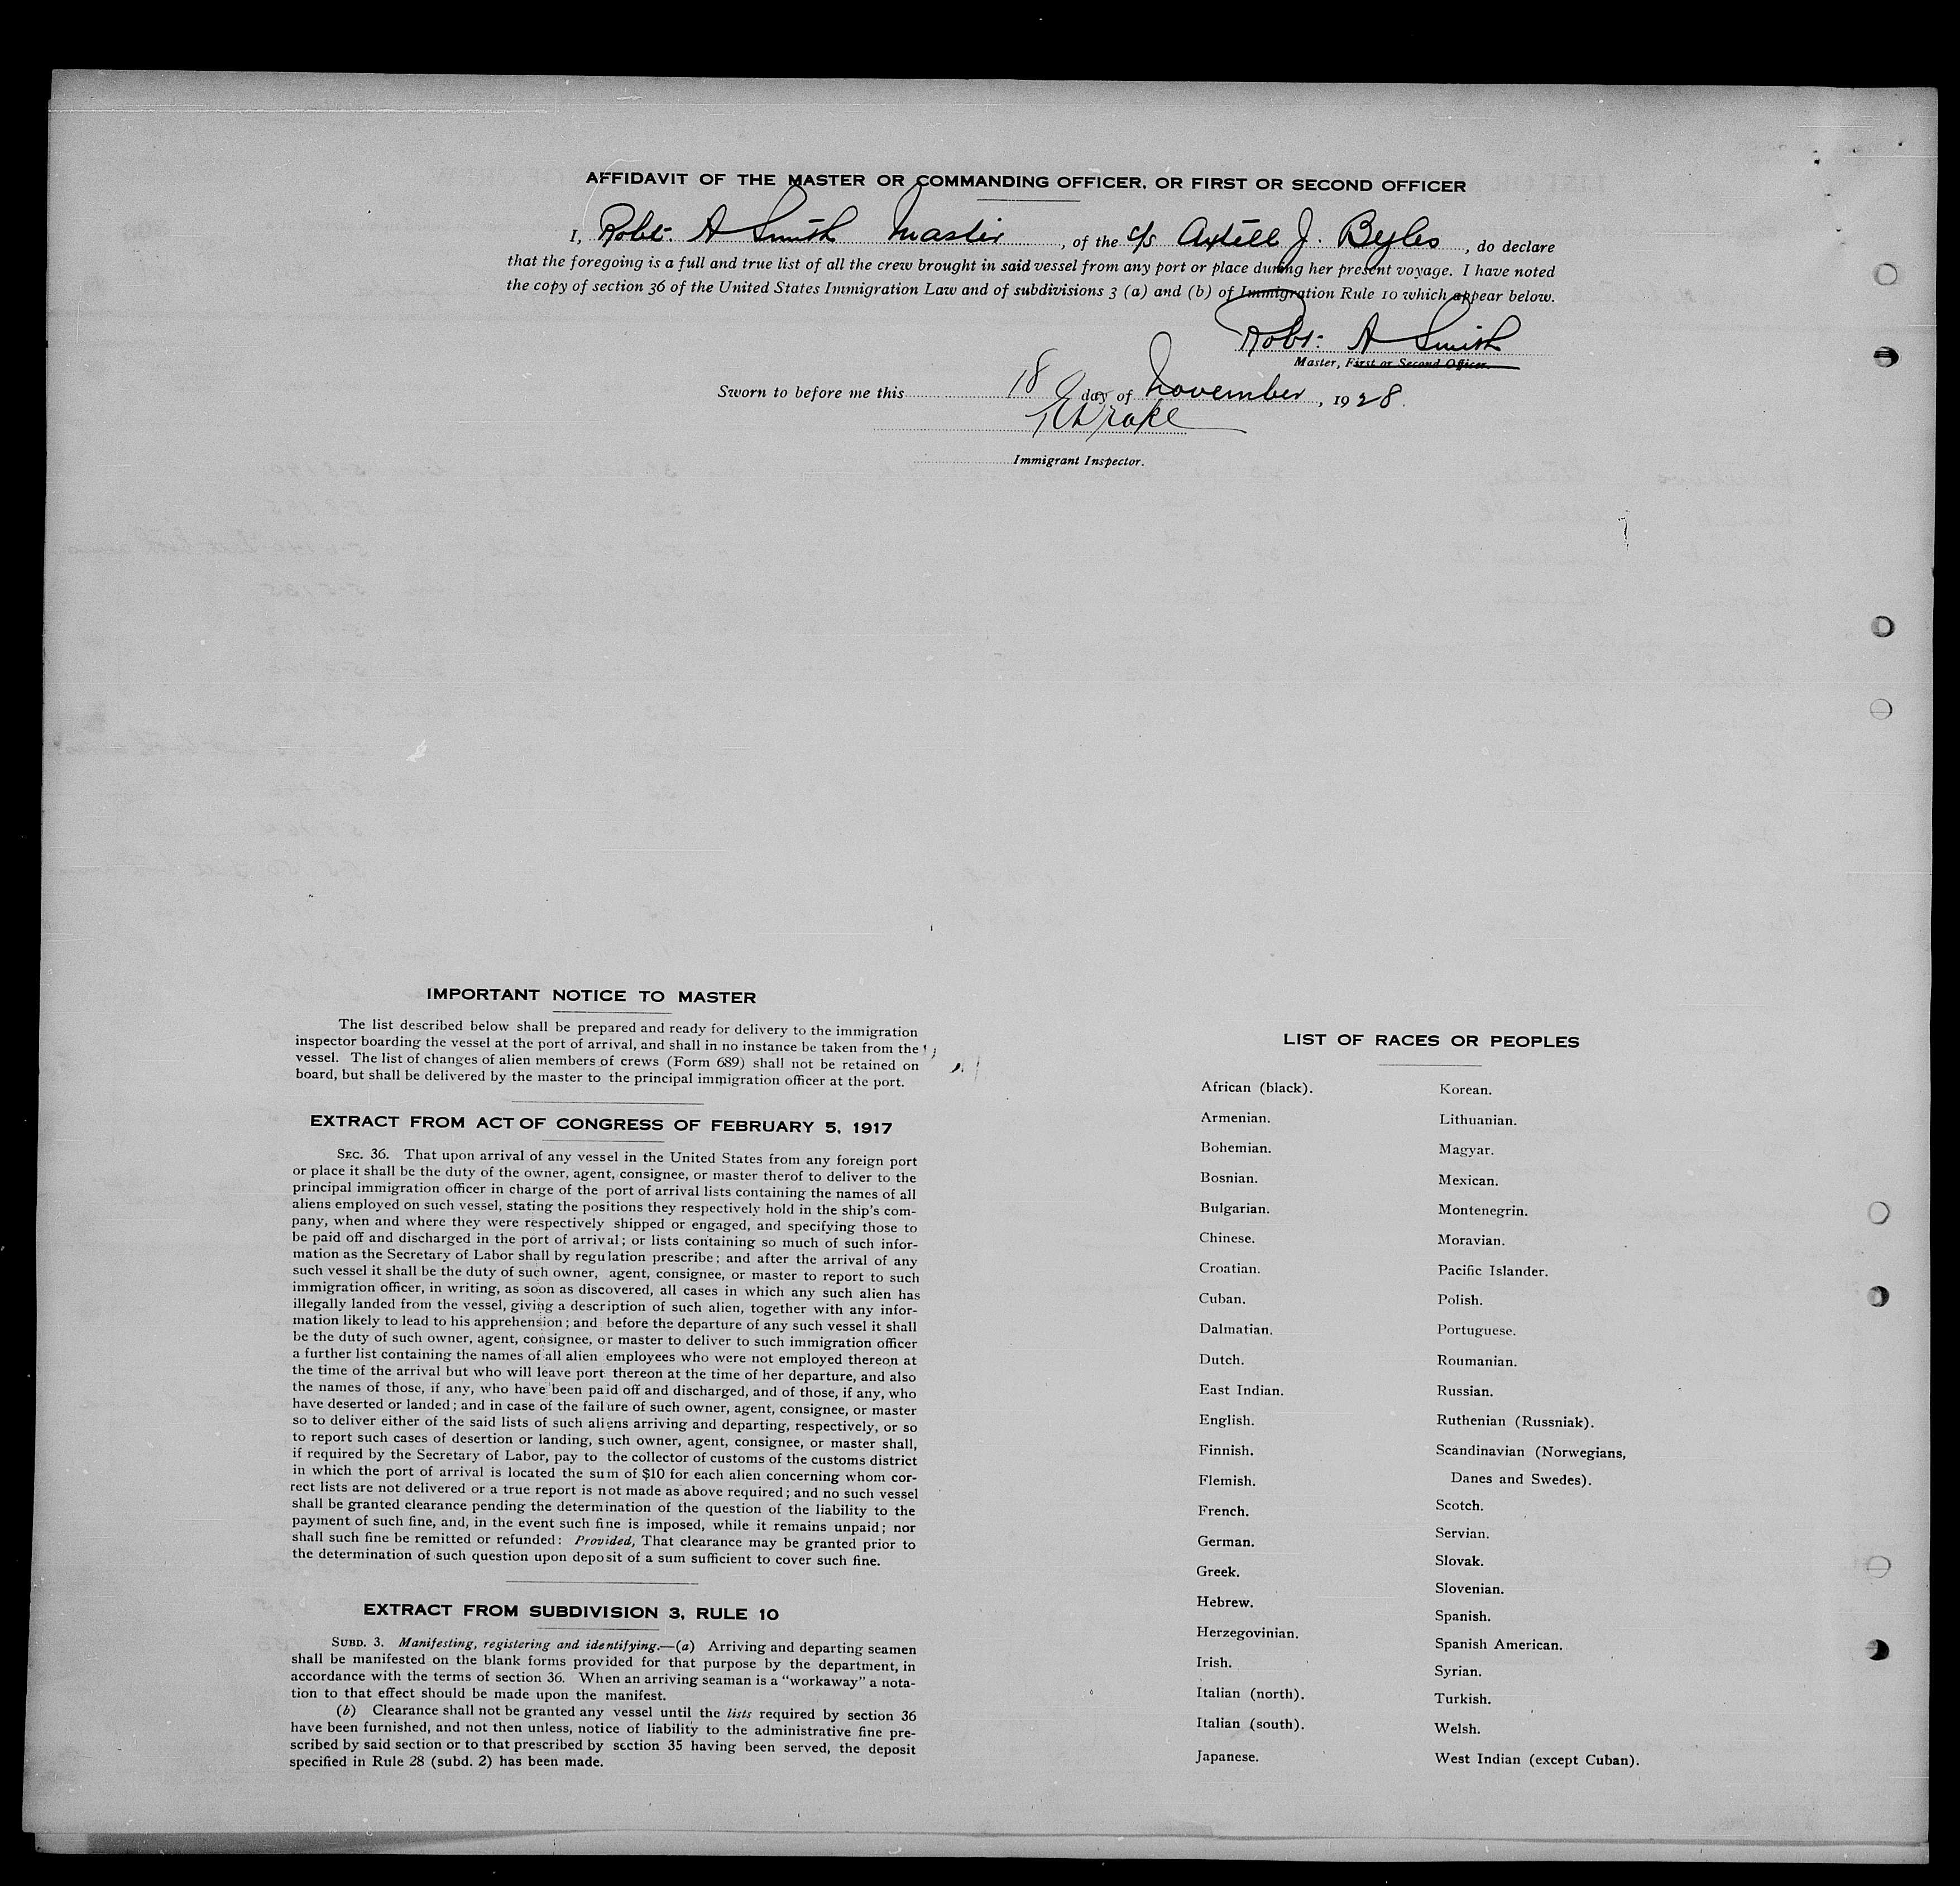 AFFIDAVIT OF THE MASTER OR COMMANDING OFFICER, OR FIRST OR SECOND OFFICER
I, Robt. A Smith Master, of the S/S Axtell J. Byles, do declare
that the foregoing is a full and true list of all the crew brought in said vessel from any port or place during her present voyage. I have noted
the copy of section 36 of the United States Immigration Law and of subdivisions 3 (a) and (b) of Immigration Rule 10 which appear below.
Robt. A Smith
Master, First or Second Officer.
Sworn to before me this 18 day of November, 1928.
Drake
Immigrant Inspector.
IMPORTANT NOTICE TO MASTER
The list described below shall be prepared and ready for delivery to the immigration
inspector boarding the vessel at the port of arrival, and shall in no instance be taken from the
vessel. The list of changes of alien members of crews (Form 689) shall not be retained on
board, but shall be delivered by the master to the principal immigration officer at the port.
EXTRACT FROM ACT OF CONGRESS OF FEBRUARY 5, 1917
SEC. 36. That upon arrival of any vessel in the United States from any foreign port
or place it shall be the duty of the owner, agent, consignee, or master therof to deliver to the
principal immigration officer in charge of the port of arrival lists containing the names of all
aliens employed on such vessel, stating the positions they respectively hold in the ship's com-
pany, when and where they were respectively shipped or engaged, and specifying those to
be paid off and discharged in the port of arrival; or lists containing so much of such infor-
mation as the Secretary of Labor shall by regulation prescribe; and after the arrival of any
such vessel it shall be the duty of such owner, agent, consignee, or master to report to such
immigration officer, in writing, as soon as discovered, all cases in which any such alien has
illegally landed from the vessel, giving a description of such alien, together with any infor-
mation likely to lead to his apprehension; and before the departure of any such vessel it shall
be the duty of such owner, agent, consignee, or master to deliver to such immigration officer
a further list containing the names of all alien employees who were not employed thereon at
the time of the arrival but who will leave port thereon at the time of her departure, and also
the names of those, if any, who have been paid off and discharged, and of those, if any, who
have deserted or landed; and in case of the failure of such owner, agent, consignee, or master
so to deliver either of the said lists of such aliens arriving and departing, respectively, or so
to report such cases of desertion or landing, such owner, agent, consignee, or master shall,
if required by the Secretary of Labor, pay to the collector of customs of the customs district
in which the port of arrival is located the sum of $10 for each alien concerning whom cor-
rect lists are not delivered or a true report is not made as above required; and no such vessel
shall be granted clearance pending the determination of the question of the liability to the
payment of such fine, and, in the event such fine is imposed, while it remains unpaid; nor
shall such fine be remitted or refunded: Provided, That clearance may be granted prior to
the determination of such question upon deposit of a sum sufficient to cover such fine.
EXTRACT FROM SUBDIVISION 3, RULE 10
SUBD. 3. Manifesting, registering and identifying.—(a) Arriving and departing seamen
shall be manifested on the blank forms provided for that purpose by the department, in
accordance with the terms of section 36. When an arriving seaman is a "workaway" a nota-
tion to that effect should be made upon the manifest.
(b) Clearance shall not be granted any vessel until the lists required by section 36
have been furnished, and not then unless, notice of liability to the administrative fine pre-
scribed by said section or to that prescribed by section 35 having been served, the deposit
specified in Rule 28 (subd. 2) has been made.
LIST OF RACES OR PEOPLES
African (black).
Armenian.
Bohemian.
Bosnian.
Bulgarian.
Chinese.
Croatian.
Cuban.
Dalmatian.
Dutch.
East Indian.
English.
Finnish.
Flemish.
French.
German.
Greek.
Hebrew.
Herzegovinian.
Irish.
Italian (north).
Italian (south).
Japanese.
Korean.
Lithuanian.
Magyar.
Mexican.
Montenegrin.
Moravian.
Pacific Islander.
Polish.
Portuguese.
Roumanian.
Russian.
Ruthenian (Russniak).
Scandinavian (Norwegians,
Danes and Swedes).
Scotch.
Servian.
Slovak.
Slovenian.
Spanish.
Spanish American.
Syrian.
Turkish.
Welsh.
West Indian (except Cuban).